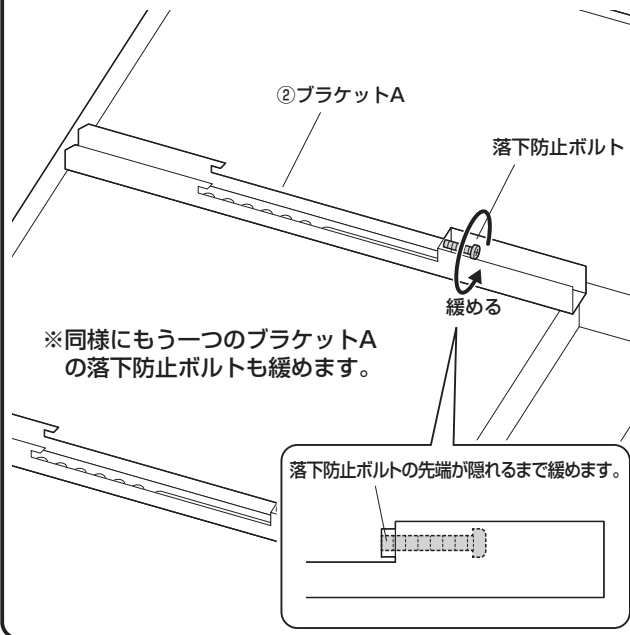 ②ブラケットA
落下防止ボルト
緩める
※同様にもう一つのブラケットA
の落下防止ボルトも緩めます。
落下防止ボルトの先端が隠れるまで緩めます。